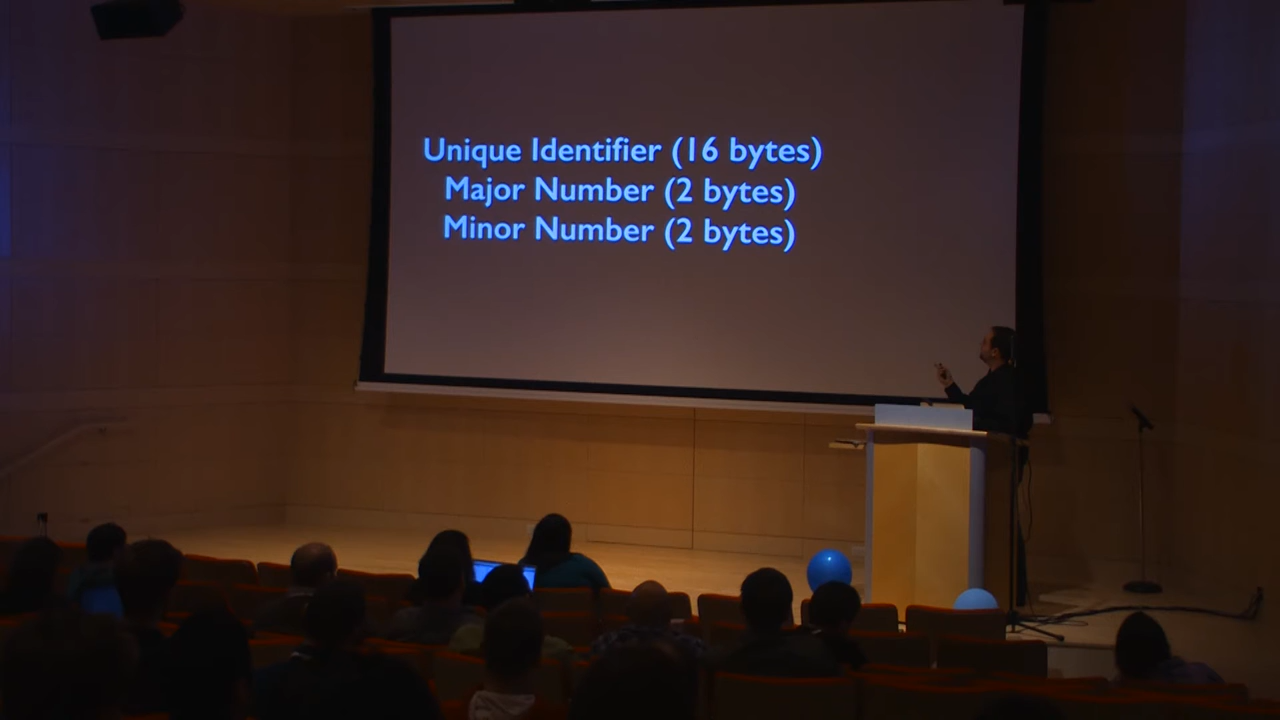 Unique Identifier (16 bytes)
Major Number (2 bytes)
Minor Number (2 bytes)